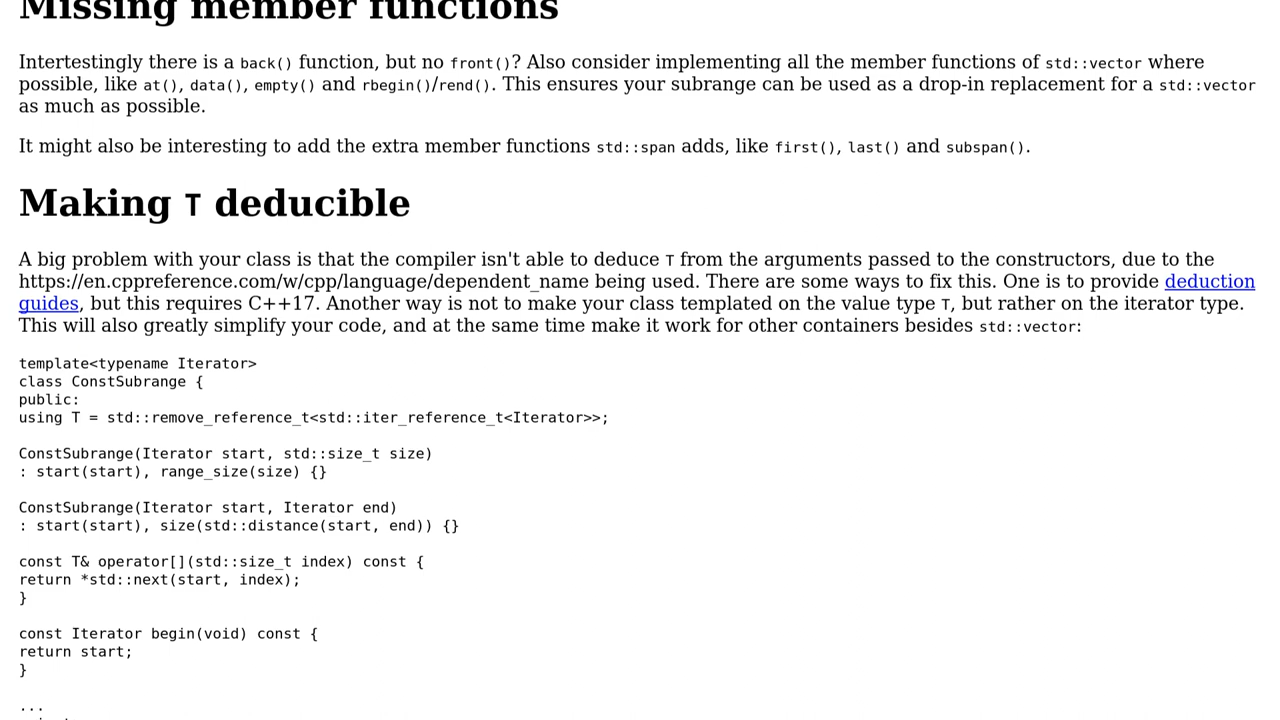 Missing member functions
Intertestingly there is a back() function, but no front()? Also consider implementing all the member functions of std::vector where
possible, like at(), data(), empty() and rbegin()/rend(). This ensures your subrange can be used as a drop-in replacement for a std::vector
as much as possible.
It might also be interesting to add the extra member functions std::span adds, like first(), last() and subspan().
Making T deducible
A big problem with your class is that the compiler isn't able to deduce T from the arguments passed to the constructors, due to the
https://en.cppreference.com/w/cpp/language/dependent_name being used. There are some ways to fix this. One is to provide deduction
guides, but this requires C++17. Another way is not to make your class templated on the value type T, but rather on the iterator type.
This will also greatly simplify your code, and at the same time make it work for other containers besides std::vector:
template<typename Iterator>
class ConstSubrange {
public:
using T = std::remove_reference_t<std::iter_reference_t<Iterator>>;
ConstSubrange(Iterator start, std::size_t size)
: start(start), range_size(size) {}
ConstSubrange(Iterator start, Iterator end)
: start(start), size(std::distance(start, end)) {}
const T& operator[](std::size_t index) const {
return *std::next(start, index);
}
const Iterator begin(void) const {
return start;
}
...